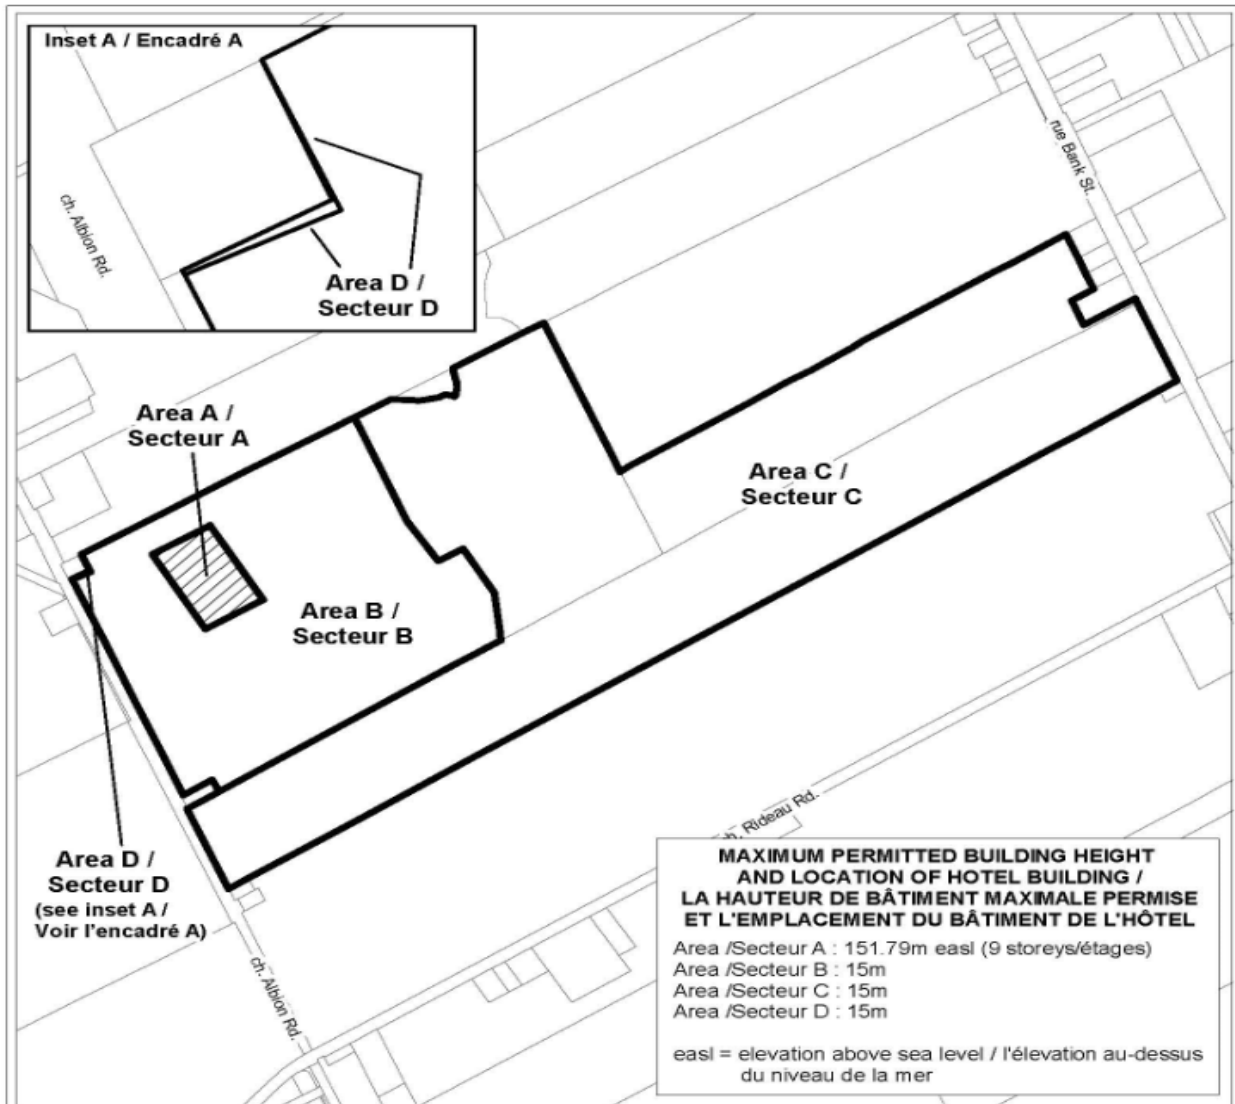 Inset A / Encadré A
ch. Albion Rd.
Area D /
Secteur D
rue Bank St.
Area A /
Secteur A
Area C /
Secteur C
Area B /
Secteur B
Area D /
Secteur D
(see inset A /
Voir l'encadré A)
ch. Albion Rd.
ch. Rideau Rd.
MAXIMUM PERMITTED BUILDING HEIGHT
AND LOCATION OF HOTEL BUILDING /
LA HAUTEUR DE BÂTIMENT MAXIMALE PERMISE
ET L'EMPLACEMENT DU BÂTIMENT DE L'HÔTEL
Area /Secteur A : 151.79m easl (9 storeys/étages)
Area /Secteur B : 15m
Area /Secteur C : 15m
Area /Secteur D : 15m
easl = elevation above sea level / l'élevation au-dessus
du niveau de la mer